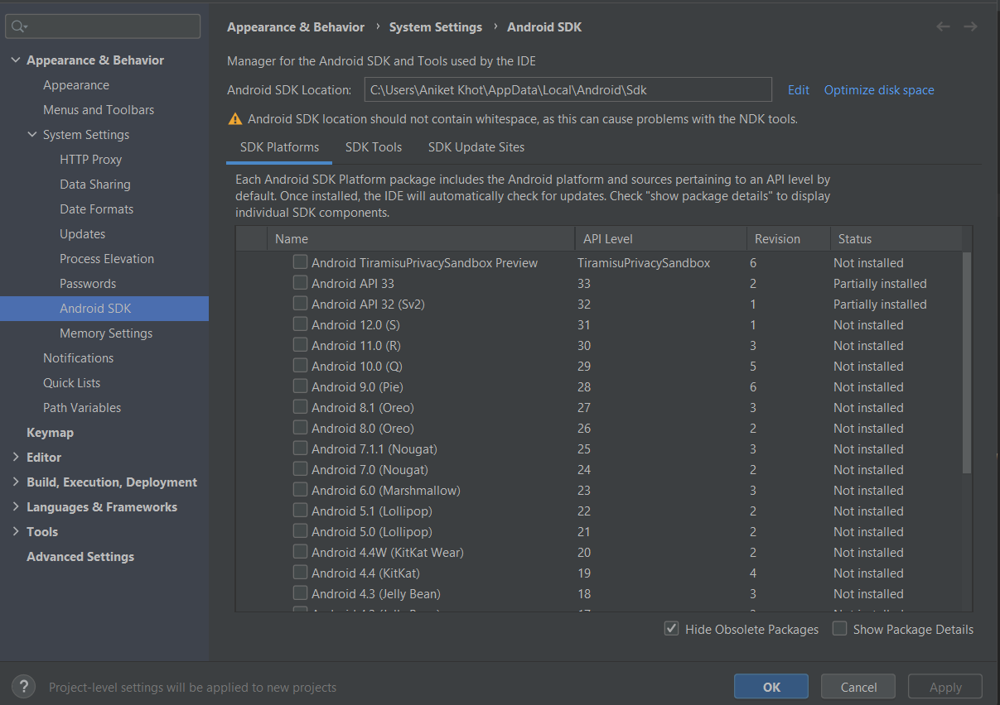 Appearance & Behavior
Appearance
Menus and Toolbars
System Settings
HTTP Proxy
Data Sharing
Date Formats
Updates
Process Elevation
Passwords
Android SDK
Memory Settings
Notifications
Quick Lists
Path Variables
Keymap
Editor
Build, Execution, Deployment
Languages & Frameworks
Tools
Advanced Settings
Appearance & Behavior › System Settings › Android SDK
Manager for the Android SDK and Tools used by the IDE
Android SDK Location: C:\Users\Aniket Khot\AppData\Local\Android\Sdk Edit Optimize disk space
Android SDK location should not contain whitespace, as this can cause problems with the NDK tools.
SDK Platforms SDK Tools SDK Update Sites
Each Android SDK Platform package includes the Android platform and sources pertaining to an API level by
default. Once installed, the IDE will automatically check for updates. Check "show package details" to display
individual SDK components.
Name API Level Revision Status
Android TiramisuPrivacySandbox Preview TiramisuPrivacySandbox 6 Not installed
Android API 33 33 2 Partially installed
Android API 32 (Sv2) 32 1 Partially installed
Android 12.0 (S) 31 1 Not installed
Android 11.0 (R) 30 3 Not installed
Android 10.0 (Q) 29 5 Not installed
Android 9.0 (Pie) 28 6 Not installed
Android 8.1 (Oreo) 27 3 Not installed
Android 8.0 (Oreo) 26 2 Not installed
Android 7.1.1 (Nougat) 25 3 Not installed
Android 7.0 (Nougat) 24 2 Not installed
Android 6.0 (Marshmallow) 23 3 Not installed
Android 5.1 (Lollipop) 22 2 Not installed
Android 5.0 (Lollipop) 21 2 Not installed
Android 4.4W (KitKat Wear) 20 2 Not installed
Android 4.4 (KitKat) 19 4 Not installed
Android 4.3 (Jelly Bean) 18 3 Not installed
Hide Obsolete Packages Show Package Details
? Project-level settings will be applied to new projects
OK Cancel Apply